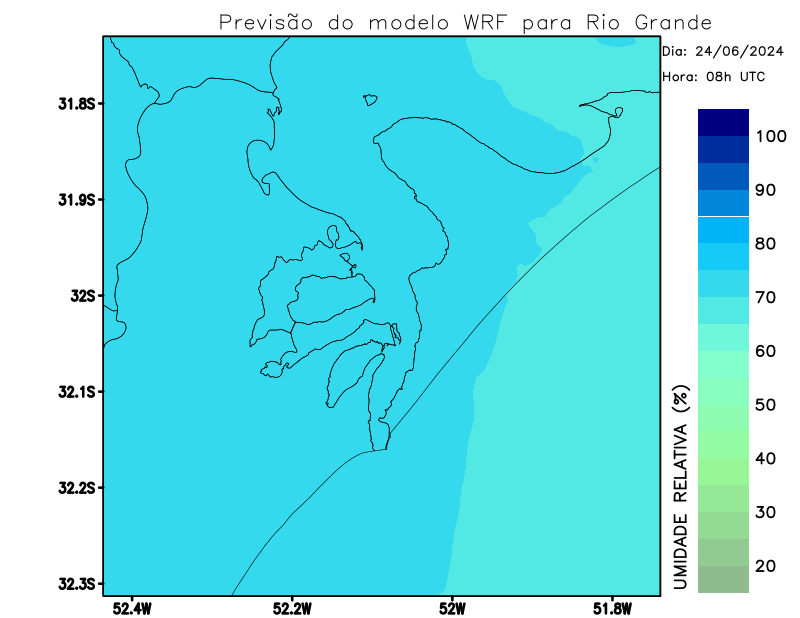 Previsão do modelo WRF para Rio Grande
Dia: 24/06/2024
Hora: 08h UTC
31.8S
31.9S
32S
32.1S
32.2S
32.3S
52.4W
52.2W
52W
51.8W
UMIDADE RELATIVA (%)
100
90
80
70
60
50
40
30
20